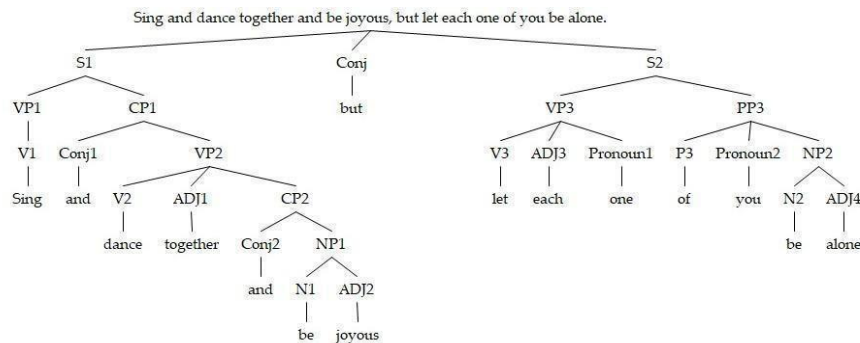 Sing and dance together and be joyous, but let each one of you be alone.
S1 Conj S2
VP1 CP1 but VP3 PP3
V1 Conj1 VP2 V3 ADJ3 Pronoun1 P3 Pronoun2 NP2
Sing and V2 ADJ1 CP2 let each one of you N2 ADJ4
dance together Conj2 NP1 be alone
and N1 ADJ2
be joyous